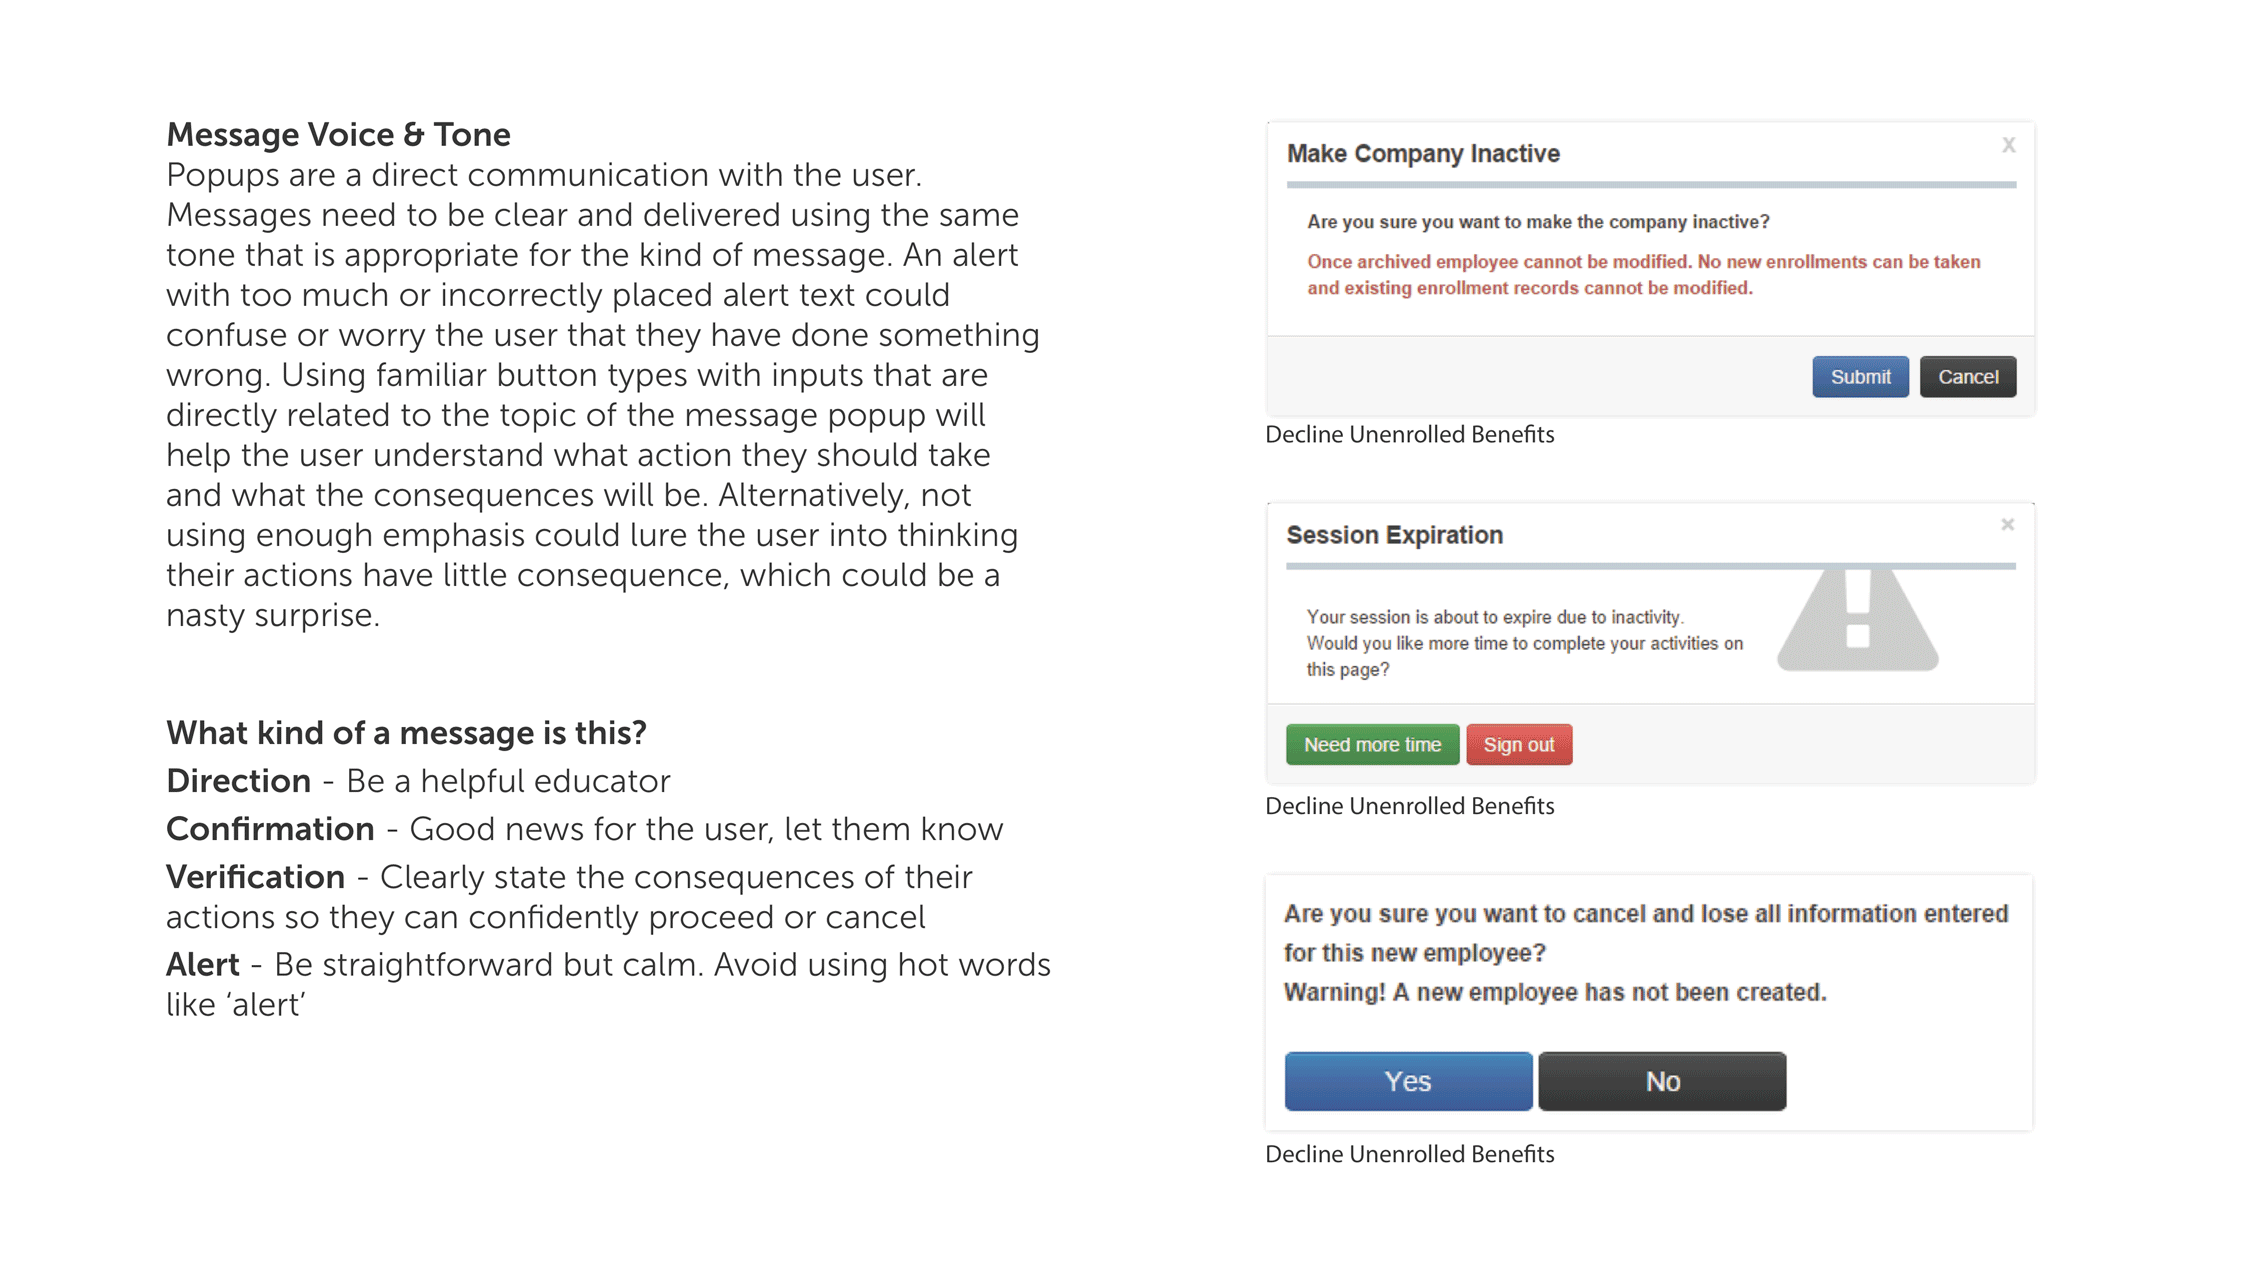 Message Voice & Tone
Popups are a direct communication with the user.
Messages need to be clear and delivered using the same
tone that is appropriate for the kind of message. An alert
with too much or incorrectly placed alert text could
confuse or worry the user that they have done something
wrong. Using familiar button types with inputs that are
directly related to the topic of the message popup will
help the user understand what action they should take
and what the consequences will be. Alternatively, not
using enough emphasis could lure the user into thinking
their actions have little consequence, which could be a
nasty surprise.
What kind of a message is this?
Direction - Be a helpful educator
Confirmation - Good news for the user, let them know
Verification - Clearly state the consequences of their
actions so they can confidently proceed or cancel
Alert - Be straightforward but calm. Avoid using hot words
like ‘alert’
Make Company Inactive
X
Are you sure you want to make the company inactive?
Once archived employee cannot be modified. No new enrollments can be taken
and existing enrollment records cannot be modified.
Submit
Cancel
Decline Unenrolled Benefits
Session Expiration
×
Your session is about to expire due to inactivity.
Would you like more time to complete your activities on
this page?
Need more time
Sign out
Decline Unenrolled Benefits
Are you sure you want to cancel and lose all information entered
for this new employee?
Warning! A new employee has not been created.
Yes
No
Decline Unenrolled Benefits